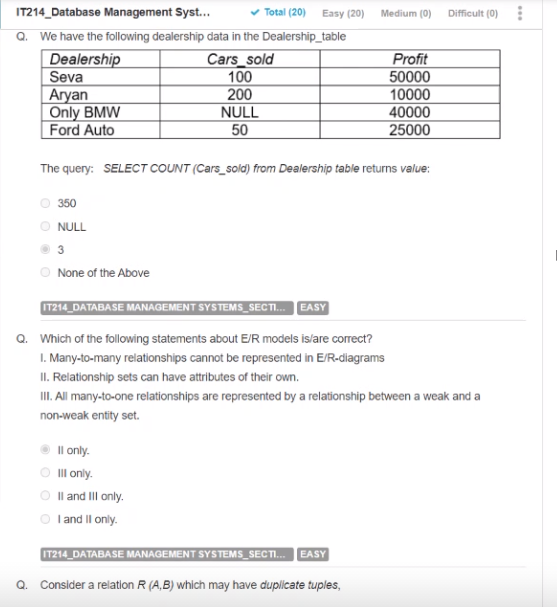 IT214_Database Management Syst... Total (20) Easy (20) Medium (0) Difficult (0)
Q. We have the following dealership data in the Dealership_table
Dealership Cars_sold Profit
Seva 100 50000
Aryan 200 10000
Only BMW NULL 40000
Ford Auto 50 25000
The query: SELECT COUNT (Cars_sold) from Dealership table returns value:
350
NULL
3
None of the Above
IT214_DATABASE MANAGEMENT SYSTEMS_SECTI... EASY
Q. Which of the following statements about E/R models is/are correct?
I. Many-to-many relationships cannot be represented in E/R-diagrams
II. Relationship sets can have attributes of their own.
III. All many-to-one relationships are represented by a relationship between a weak and a
non-weak entity set.
II only.
III only.
II and III only.
I and II only.
IT214_DATABASE MANAGEMENT SYSTEMS_SECTI... EASY
Q. Consider a relation R (A,B) which may have duplicate tuples,